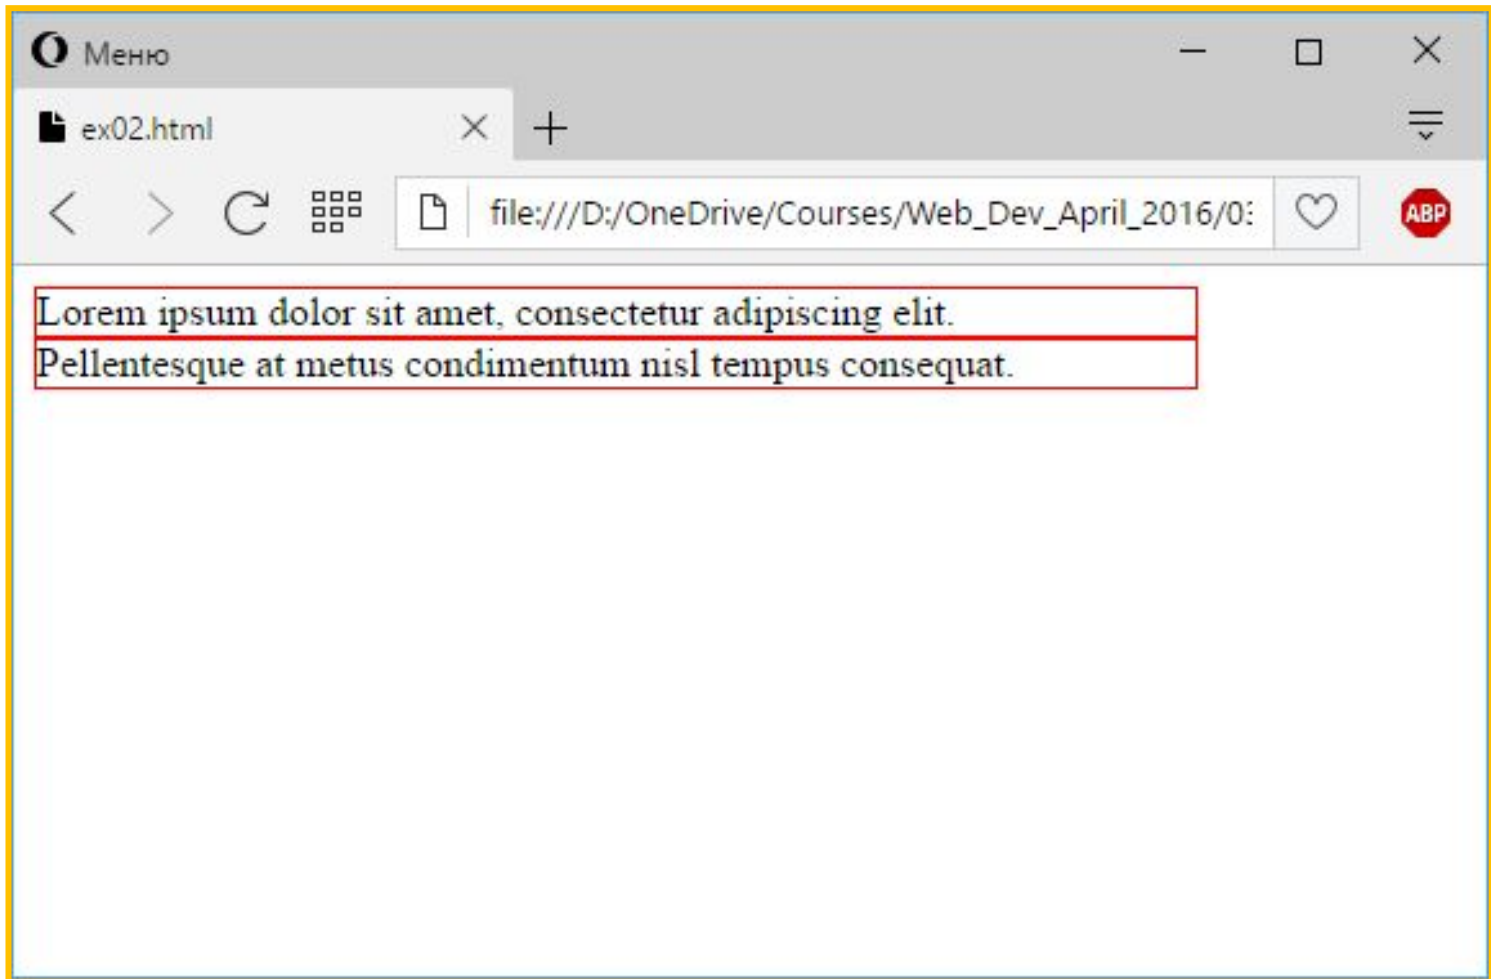 Меню
ex02.html
file:///D:/OneDrive/Courses/Web_Dev_April_2016/03
ABP
Lorem ipsum dolor sit amet, consectetur adipiscing elit.
Pellentesque at metus condimentum nisl tempus consequat.